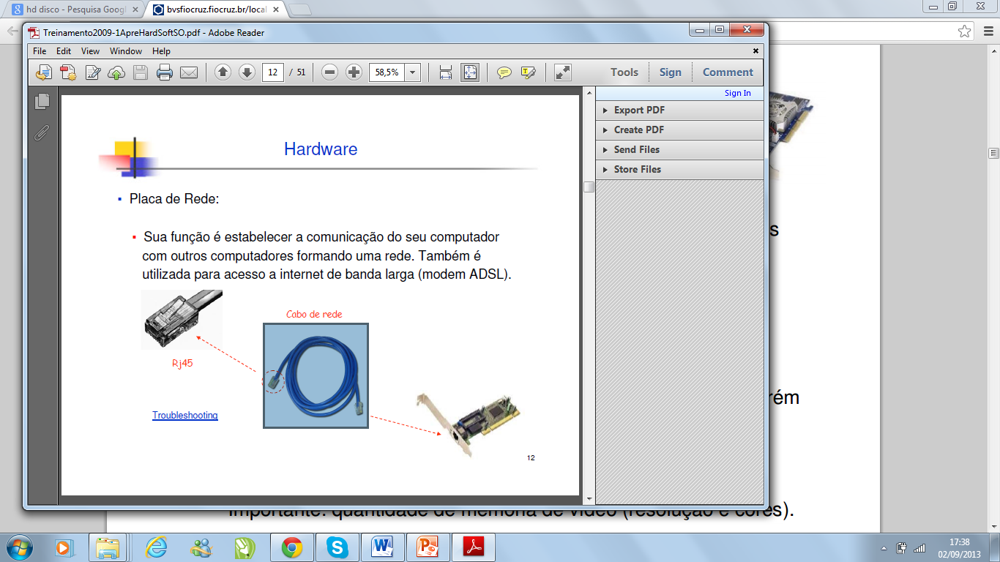 hd disco - Pesquisa Googl
bvsfiocruz.fiocruz.br/local
Treinamento2009-1ApreHardSoftSO.pdf - Adobe Reader
File Edit View Window Help
12 / 51 58,5% Tools Sign Comment
Sign In
Export PDF
Create PDF
Send Files
Store Files
Hardware
Placa de Rede:
Sua função é estabelecer a comunicação do seu computador
com outros computadores formando uma rede. Também é
utilizada para acesso a internet de banda larga (modem ADSL).
Cabo de rede
Rj45
Troubleshooting
12
s
rém
Importante: quantidade de memória de vídeo (resolução e cores).
17:38
02/09/2013